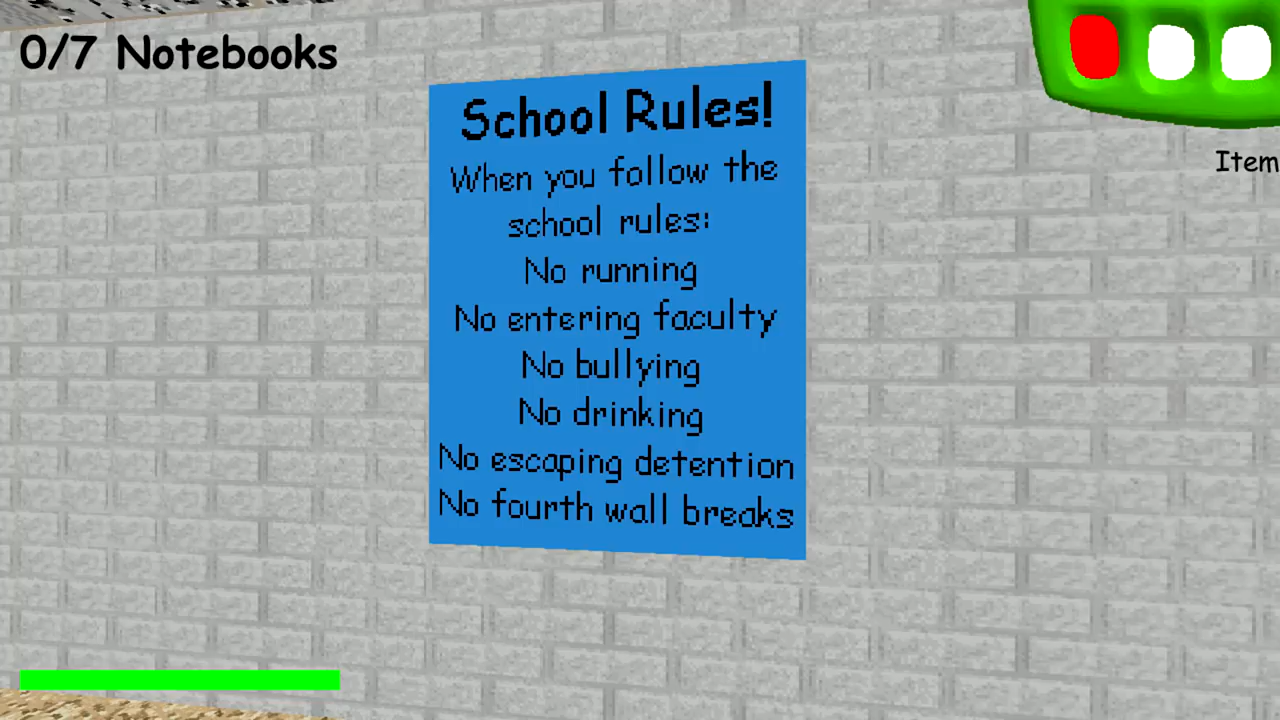 0/7 Notebooks
School Rules!
When you follow the
school rules:
No running
No entering faculty
No bullying
No drinking
No escaping detention
No fourth wall breaks
Item